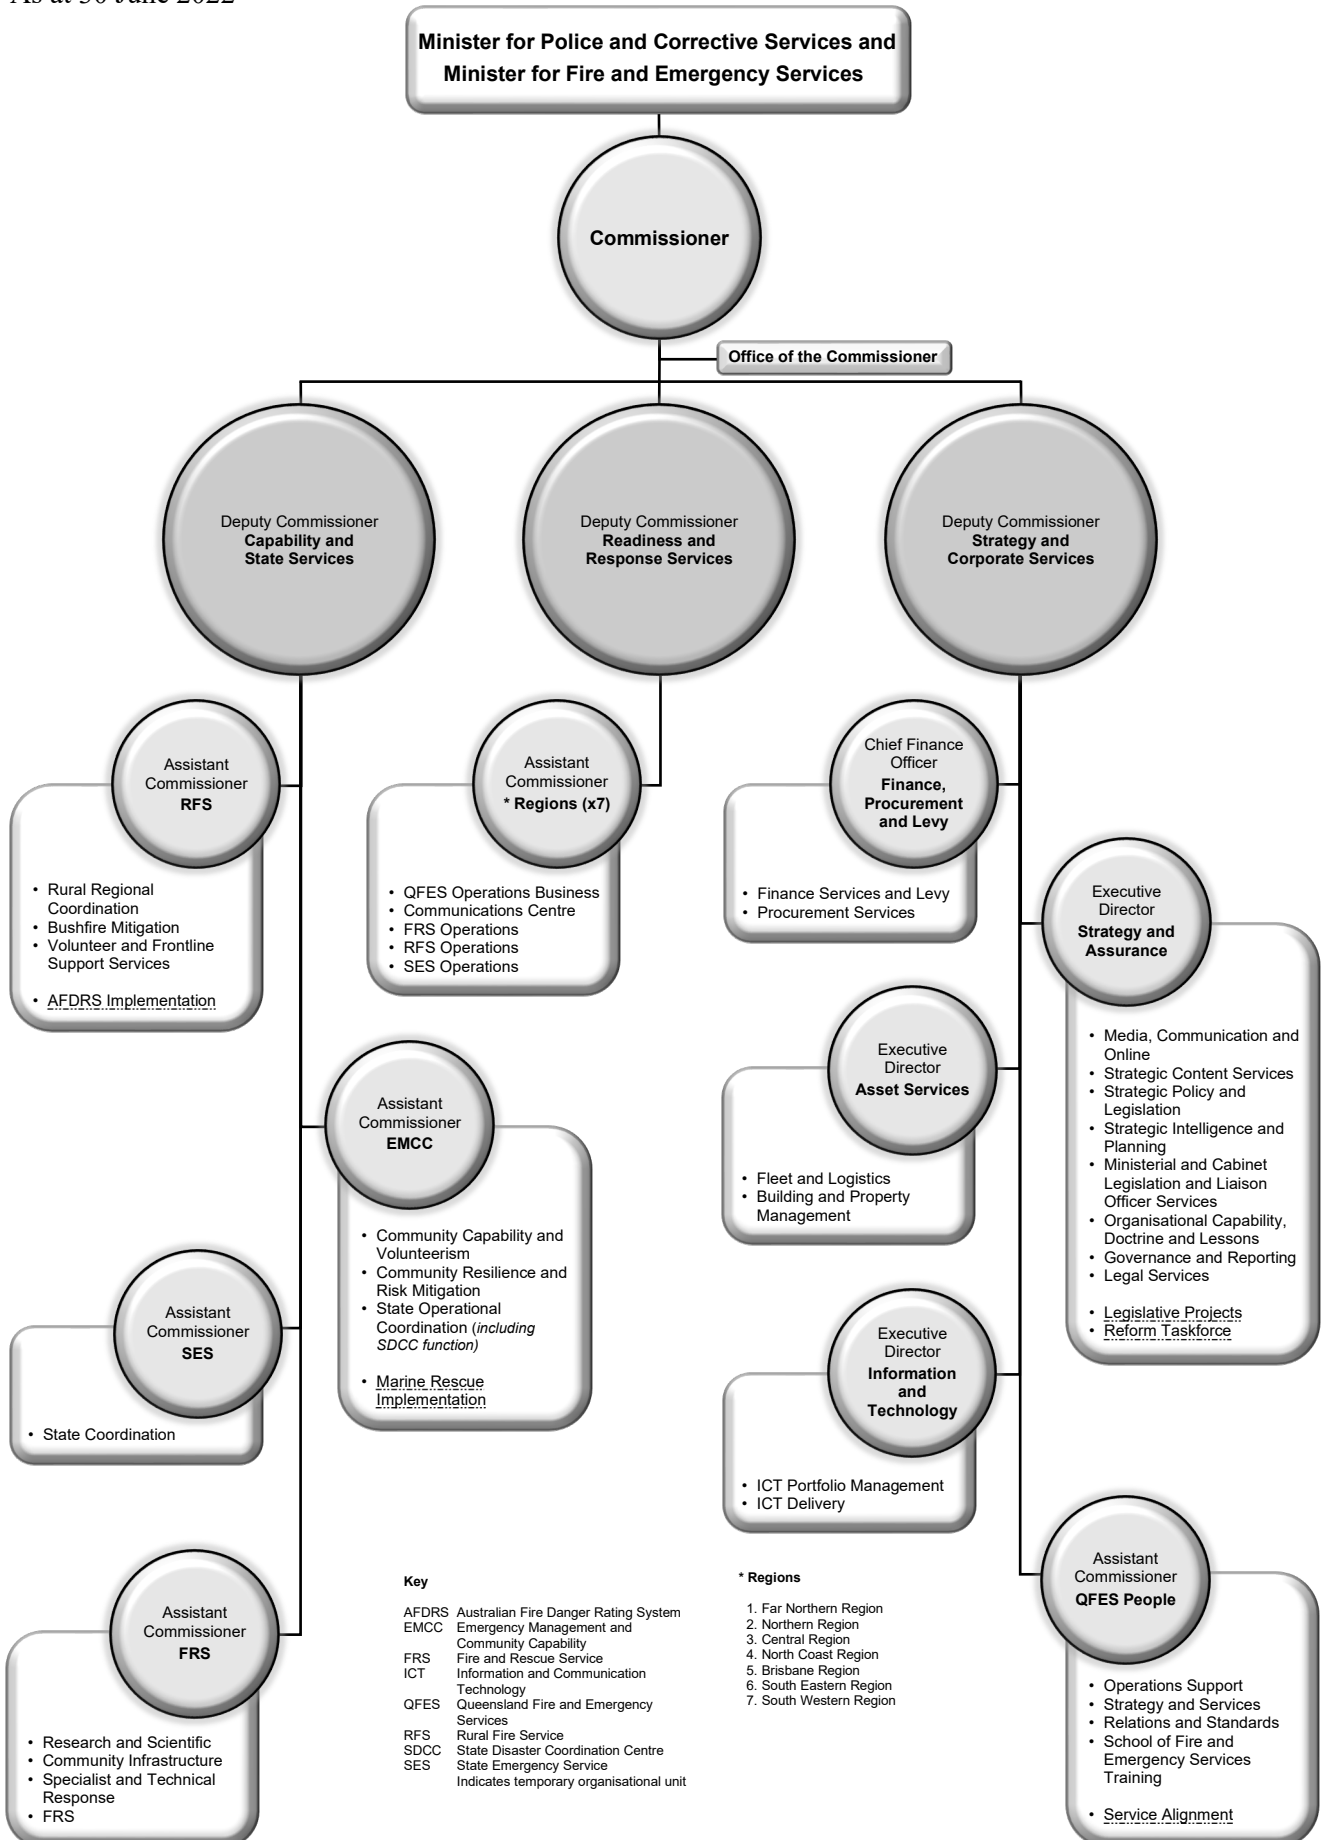 As at 30 June 2022
Minister for Police and Corrective Services and
Minister for Fire and Emergency Services
Commissioner
Office of the Commissioner
Deputy Commissioner
Capability and
State Services
Deputy Commissioner
Readiness and
Response Services
Deputy Commissioner
Strategy and
Corporate Services
Assistant
Commissioner
RFS
• Rural Regional
Coordination
• Bushfire Mitigation
• Volunteer and Frontline
Support Services
• AFDRS Implementation
Assistant
Commissioner
* Regions (x7)
• QFES Operations Business
• Communications Centre
• FRS Operations
• RFS Operations
• SES Operations
Chief Finance
Officer
Finance,
Procurement
and Levy
• Finance Services and Levy
• Procurement Services
Executive
Director
Strategy and
Assurance
• Media, Communication and
Online
• Strategic Content Services
• Strategic Policy and
Legislation
• Strategic Intelligence and
Planning
• Ministerial and Cabinet
Legislation and Liaison
Officer Services
• Organisational Capability,
Doctrine and Lessons
• Governance and Reporting
• Legal Services
• Legislative Projects
• Reform Taskforce
Executive
Director
Asset Services
• Fleet and Logistics
• Building and Property
Management
Assistant
Commissioner
EMCC
• Community Capability and
Volunteerism
• Community Resilience and
Risk Mitigation
• State Operational
Coordination (including
SDCC function)
• Marine Rescue
Implementation
Assistant
Commissioner
SES
• State Coordination
Executive
Director
Information
and
Technology
• ICT Portfolio Management
• ICT Delivery
Assistant
Commissioner
FRS
• Research and Scientific
• Community Infrastructure
• Specialist and Technical
Response
• FRS
Assistant
Commissioner
QFES People
• Operations Support
• Strategy and Services
• Relations and Standards
• School of Fire and
Emergency Services
Training
• Service Alignment
Key
AFDRS Australian Fire Danger Rating System
EMCC Emergency Management and
Community Capability
FRS Fire and Rescue Service
ICT Information and Communication
Technology
QFES Queensland Fire and Emergency
Services
RFS Rural Fire Service
SDCC State Disaster Coordination Centre
SES State Emergency Service
Indicates temporary organisational unit
* Regions
1. Far Northern Region
2. Northern Region
3. Central Region
4. North Coast Region
5. Brisbane Region
6. South Eastern Region
7. South Western Region